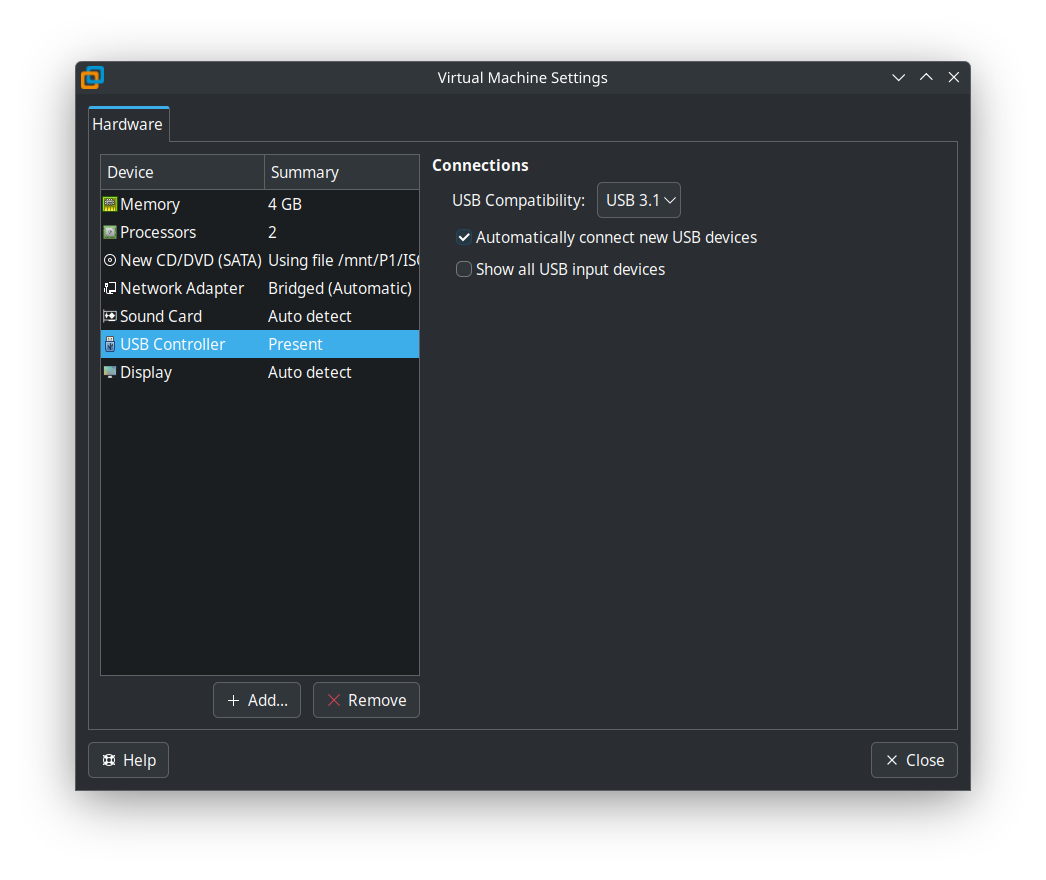 Virtual Machine Settings
Hardware
Device Summary
Memory 4 GB
Processors 2
New CD/DVD (SATA) Using file /mnt/P1/ISO
Network Adapter Bridged (Automatic)
Sound Card Auto detect
USB Controller Present
Display Auto detect
Connections
USB Compatibility: USB 3.1
Automatically connect new USB devices
Show all USB input devices
Add...
Remove
Help
Close